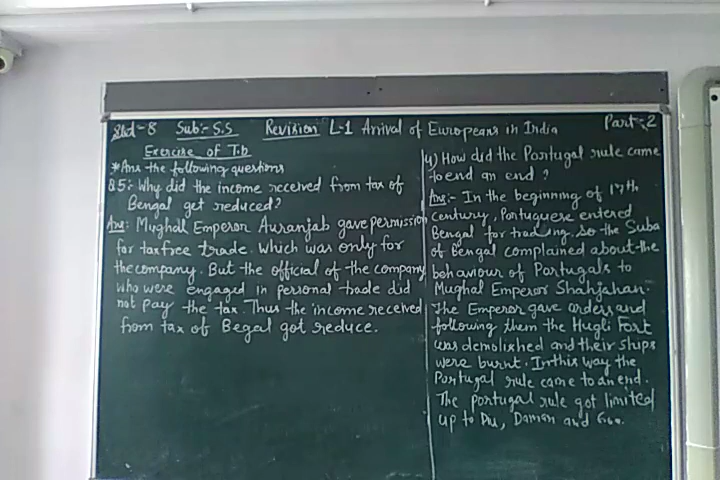 Std-8 Sub:- S.S Revision L-1 Arrival of Europeans in India Part:-2
Exercise of T.b
*Ans the following questions
Q5:- Why did the income received from tax of
Bengal get reduced?
Ans: Mughall Emperor Auranjab gave permission
for taxfree trade. Which was only for
the company. But the official of the company
who were engaged in personal trade did
not pay the tax. Thus the income received
from tax of Begal got reduce.
4) How did the Portugal rule came
to end an end?
Ans:- In the beginning of 17th
century, Portuguese entered
Bengal for trading. So the Suba
of Bengal complained about the
behaviour of Portugals to
Mughal Emperor Shahjahan.
The Emperor gave orders and
following them the Hugli Fort
was demolished and their ships
were burnt. In this way the
Portugal rule came to an end.
The portugal rule got limited
up to Diu, Daman and Goa.